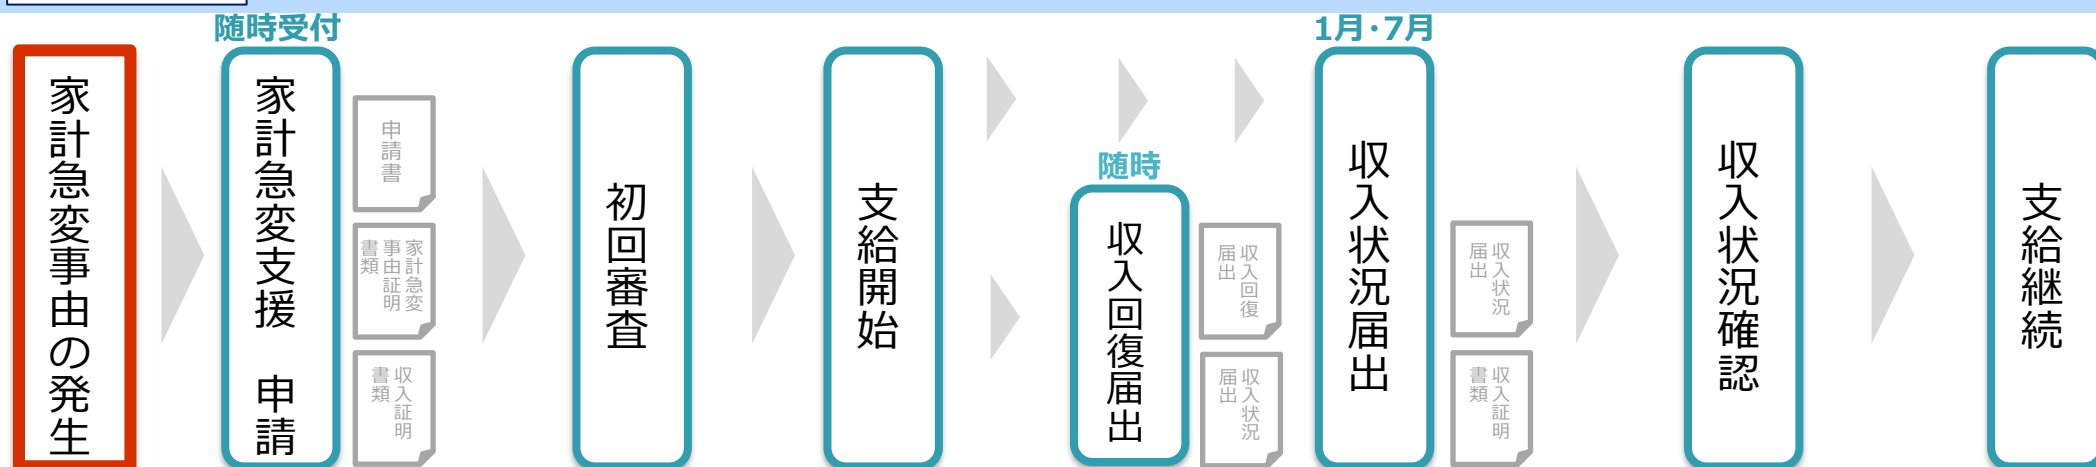 家計急変事由の発生
随時受付
家計急変支援　申請
申請書
家計急変
事由証明
書類
収入証明
書類
初回審査
支給開始
随時
収入回復届出
収入回復
届出
収入状況
届出
1月・7月
収入状況届出
収入状況
届出
収入証明
書類
収入状況確認
支給継続